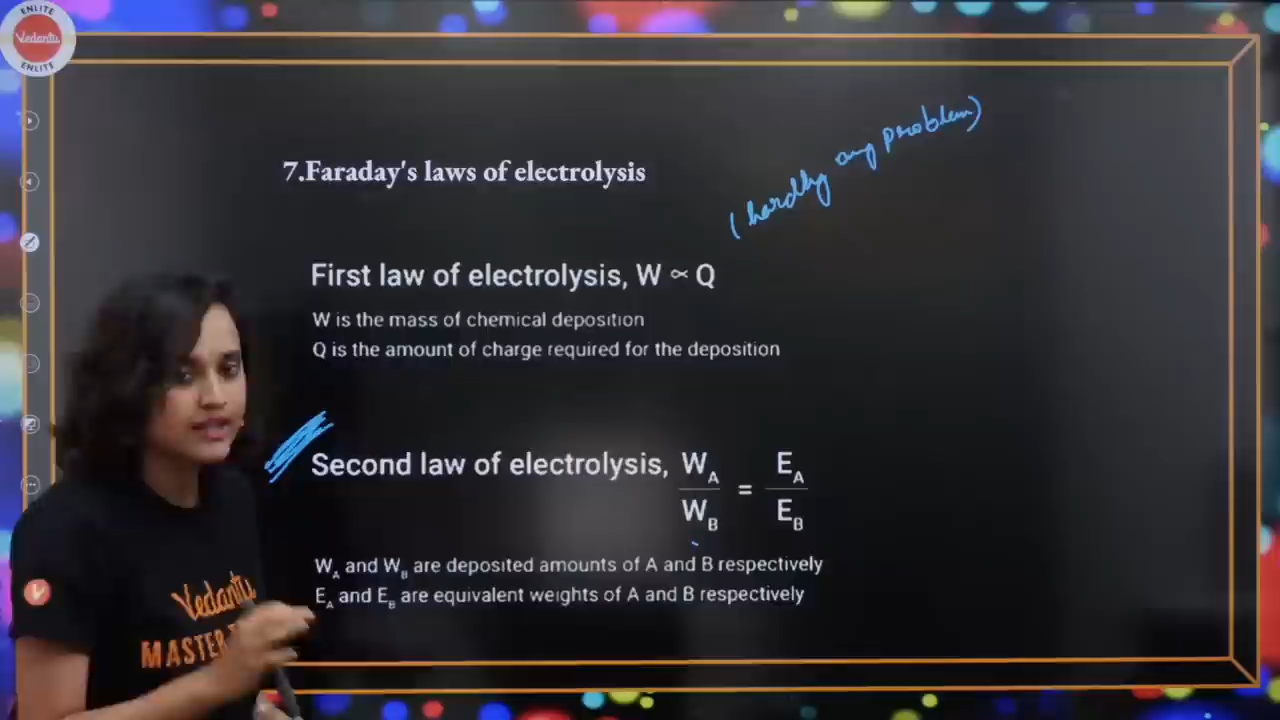 ENLITE
Vedantu
ENLITE
(hardly any problem)
7.Faraday's laws of electrolysis
First law of electrolysis, W ∝ Q
W is the mass of chemical deposition
Q is the amount of charge required for the deposition
Second law of electrolysis, W_A / W_B = E_A / E_B
W_A and W_B are deposited amounts of A and B respectively
E_A and E_B are equivalent weights of A and B respectively
Vedantu